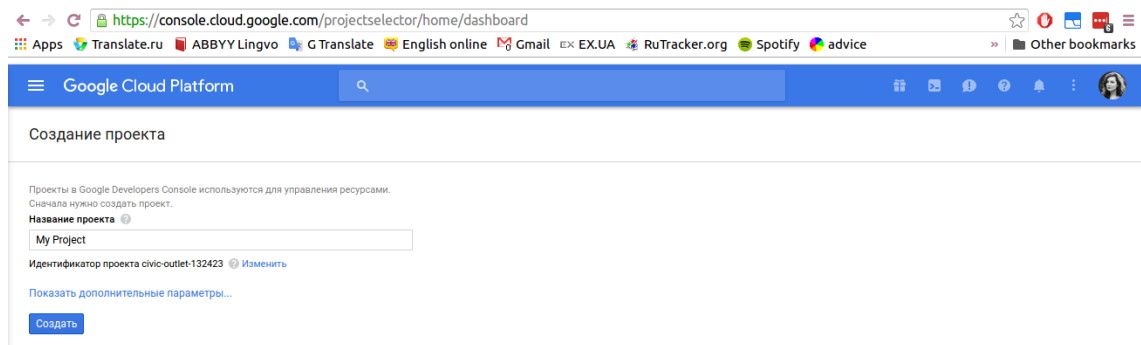 https://console.cloud.google.com/projectselector/home/dashboard
Apps Translate.ru ABBYY Lingvo G Translate English online Gmail EX EX.UA RuTracker.org Spotify advice » Other bookmarks
Google Cloud Platform
Создание проекта
Проекты в Google Developers Console используются для управления ресурсами.
Сначала нужно создать проект.
Название проекта ?
My Project
Идентификатор проекта civic-outlet-132423 ? Изменить
Показать дополнительные параметры...
Создать